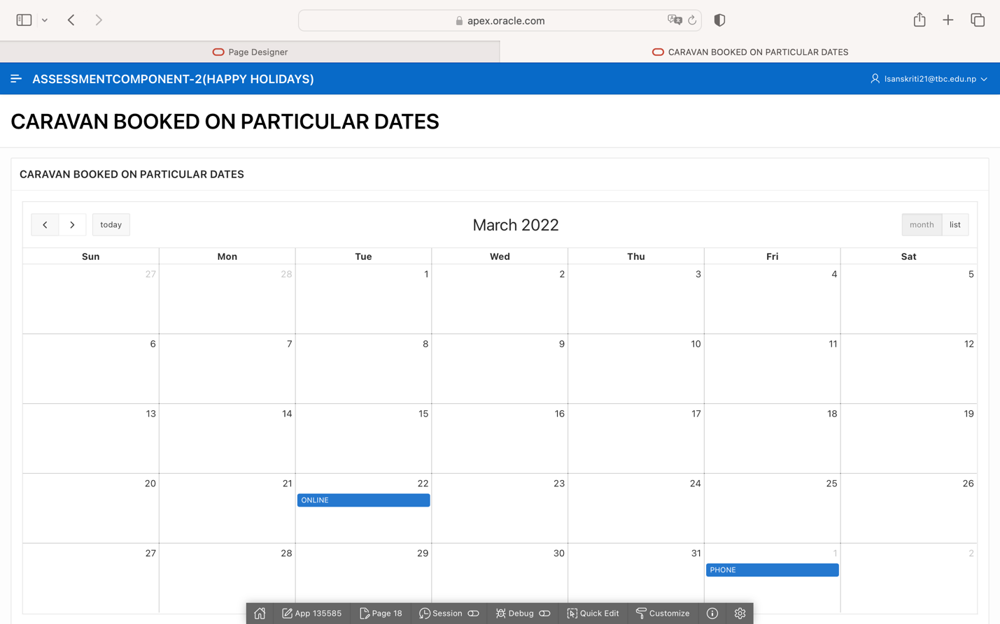 apex.oracle.com
Page Designer
CARAVAN BOOKED ON PARTICULAR DATES
ASSESSMENTCOMPONENT-2(HAPPY HOLIDAYS)
lsanskriti21@tbc.edu.np
CARAVAN BOOKED ON PARTICULAR DATES
CARAVAN BOOKED ON PARTICULAR DATES
today
March 2022
month
list
Sun Mon Tue Wed Thu Fri Sat
27 28 1 2 3 4 5
6 7 8 9 10 11 12
13 14 15 16 17 18 19
20 21 22 23 24 25 26
ONLINE
27 28 29 30 31 1 2
PHONE
App 135585 Page 18 Session Debug Quick Edit Customize